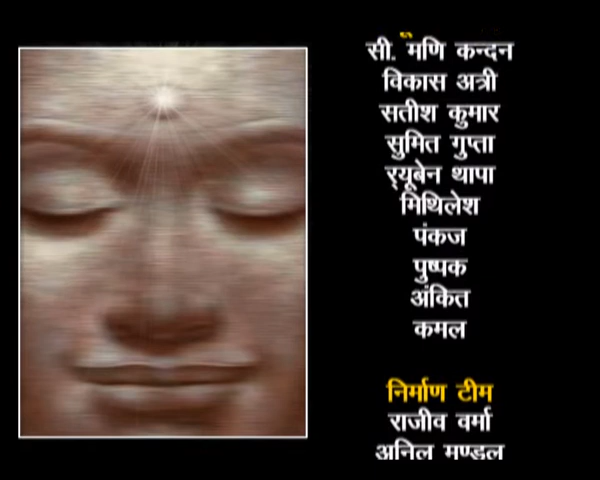 सी. मणि कन्दन
विकास अत्री
सतीश कुमार
सुमित गुप्ता
र्यूबेन थापा
मिथिलेश
पंकज
पुष्पक
अंकित
कमल
निर्माण टीम
राजीव वर्मा
अनिल मण्डल